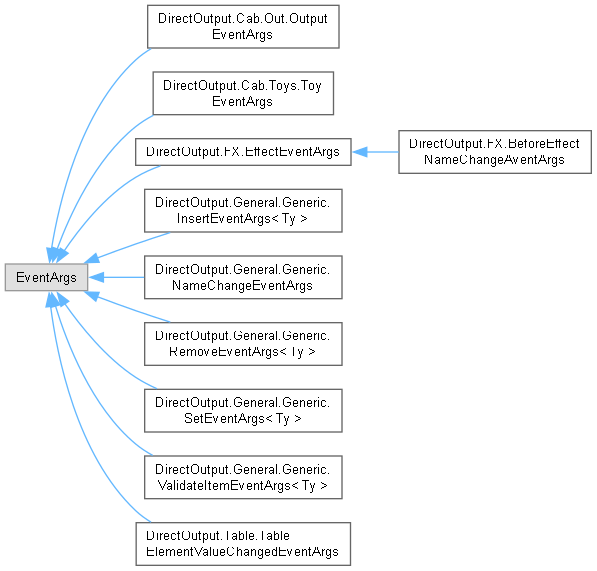 DirectOutput.Cab.Out.Output
EventArgs
DirectOutput.Cab.Toys.Toy
EventArgs
DirectOutput.FX.EffectEventArgs
DirectOutput.FX.BeforeEffect
NameChangeAventArgs
DirectOutput.General.Generic.
InsertEventArgs< Ty >
EventArgs
DirectOutput.General.Generic.
NameChangeEventArgs
DirectOutput.General.Generic.
RemoveEventArgs< Ty >
DirectOutput.General.Generic.
SetEventArgs< Ty >
DirectOutput.General.Generic.
ValidateItemEventArgs< Ty >
DirectOutput.Table.Table
ElementValueChangedEventArgs